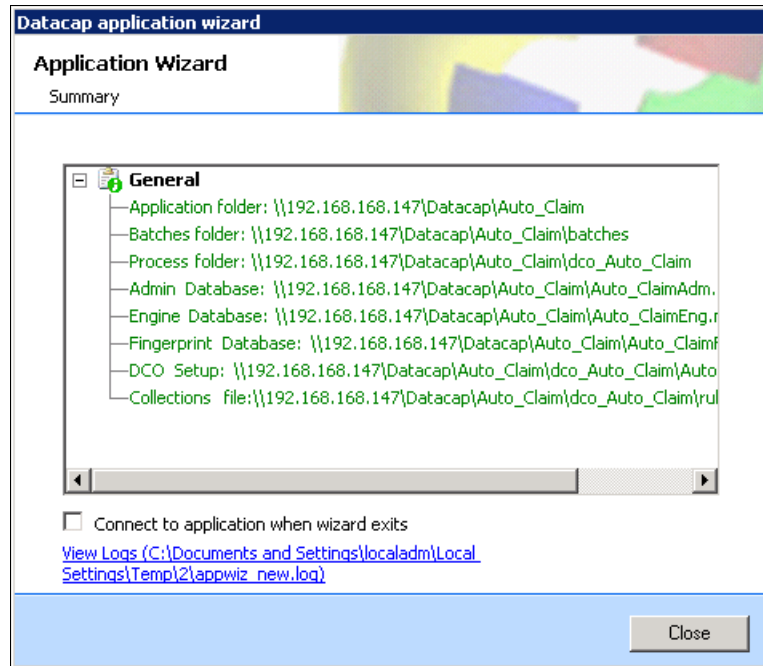 Datacap application wizard
Application Wizard
Summary
General
Application folder: \\192.168.168.147\Datacap\Auto_Claim
Batches folder: \\192.168.168.147\Datacap\Auto_Claim\batches
Process folder: \\192.168.168.147\Datacap\Auto_Claim\dco_Auto_Claim
Admin Database: \\192.168.168.147\Datacap\Auto_Claim\Auto_ClaimAdm.
Engine Database: \\192.168.168.147\Datacap\Auto_Claim\Auto_ClaimEng.
Fingerprint Database: \\192.168.168.147\Datacap\Auto_Claim\Auto_Claim
DCO Setup: \\192.168.168.147\Datacap\Auto_Claim\dco_Auto_Claim\Auto
Collections file:\\192.168.168.147\Datacap\Auto_Claim\dco_Auto_Claim\rul
Connect to application when wizard exits
View Logs (C:\Documents and Settings\localadm\Local
Settings\Temp\2\appwiz_new.log)
Close